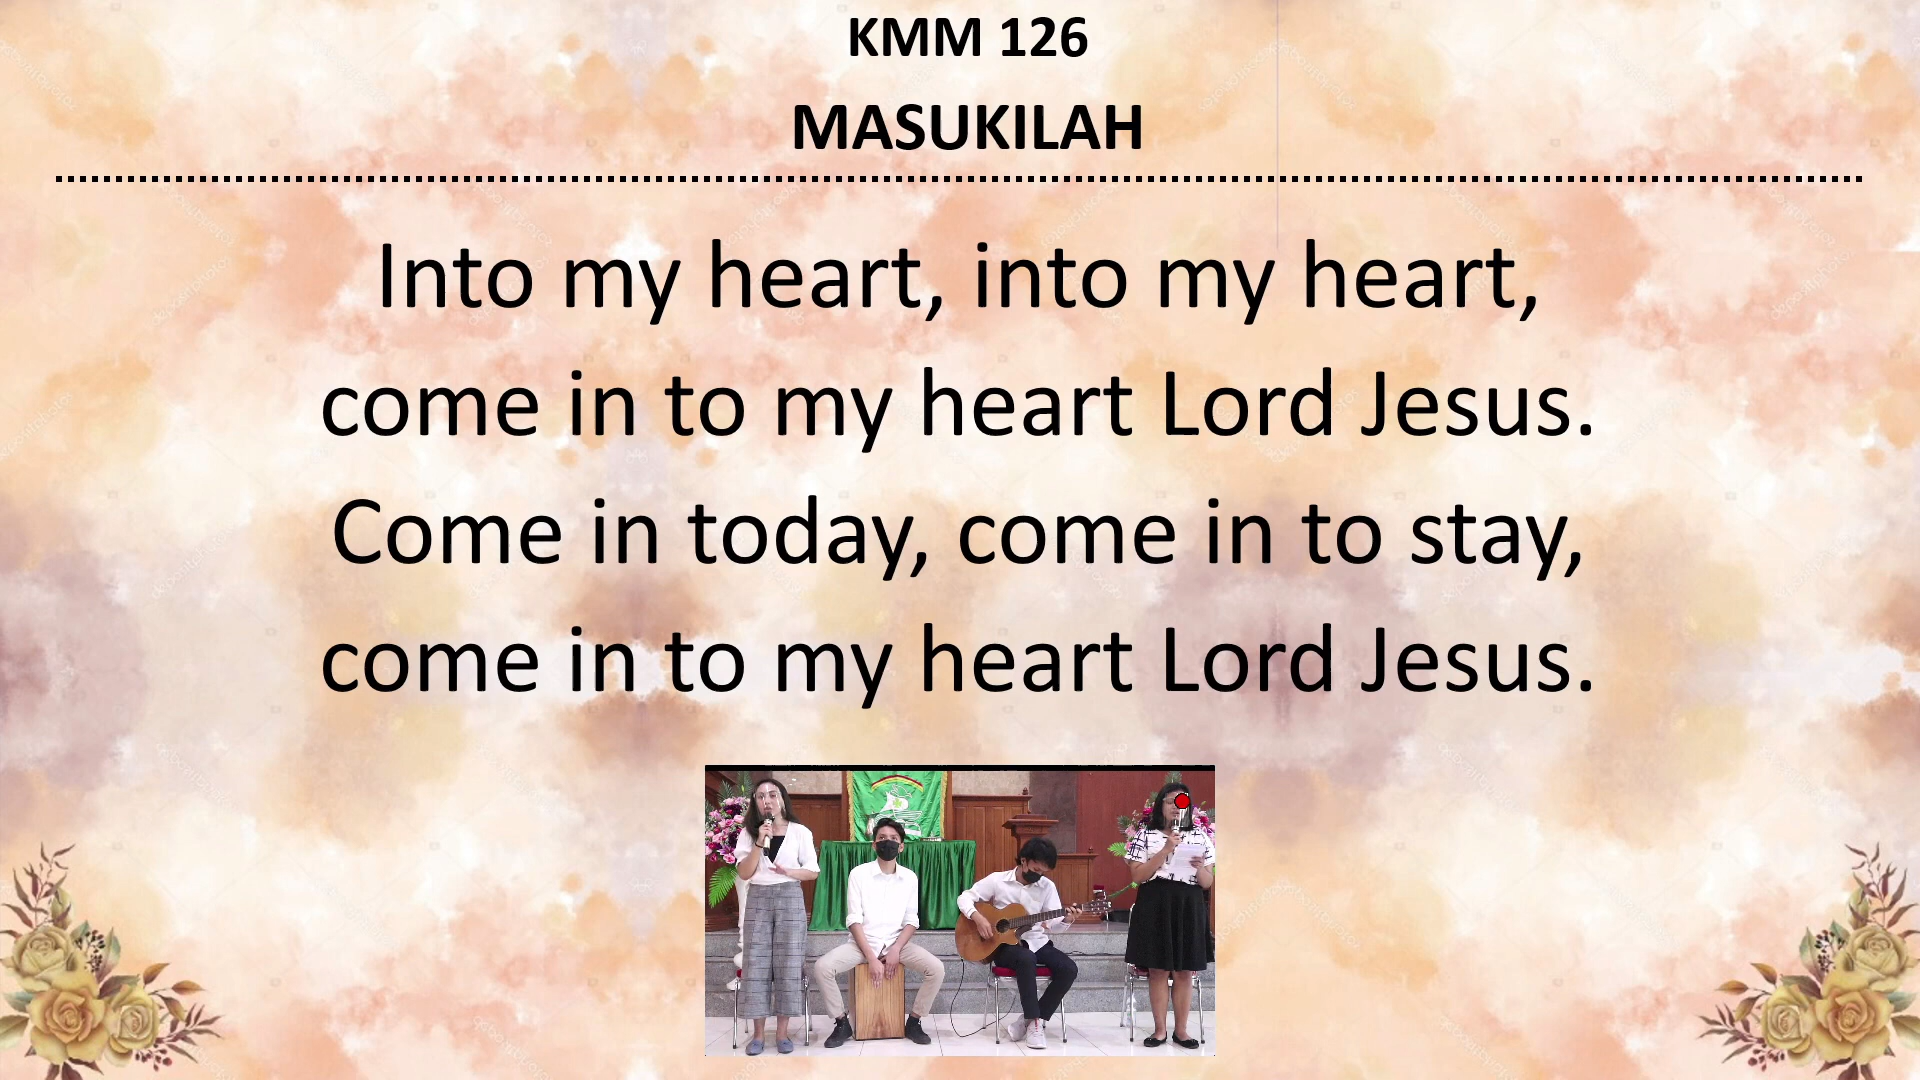 KMM 126
MASUKILAH
Into my heart, into my heart,
come in to my heart Lord Jesus.
Come in today, come in to stay,
come in to my heart Lord Jesus.